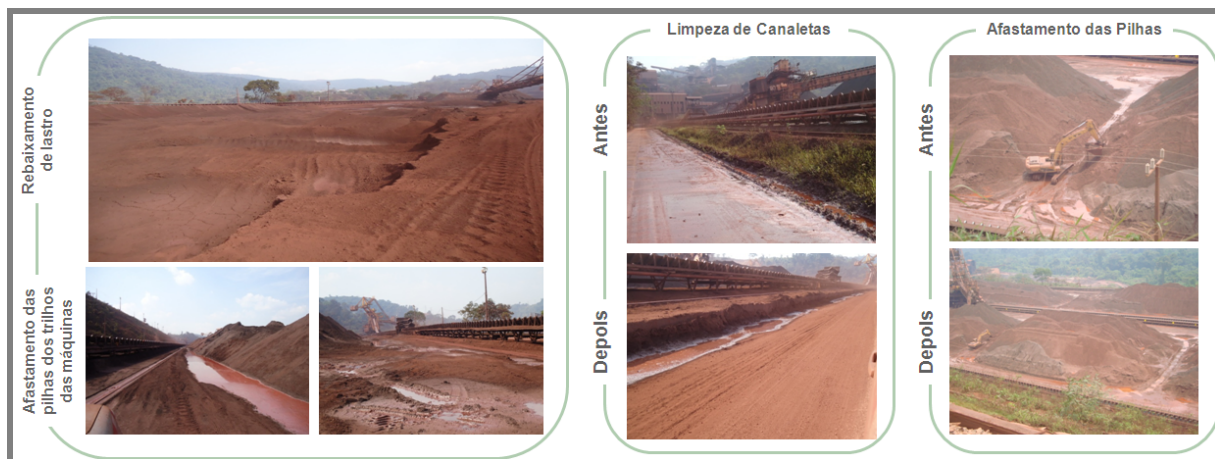 Rebaixamento
de lastro
Afastamento das
pilhas dos trilhos
das máquinas
Limpeza de Canaletas
Antes
Depois
Afastamento das Pilhas
Antes
Depois